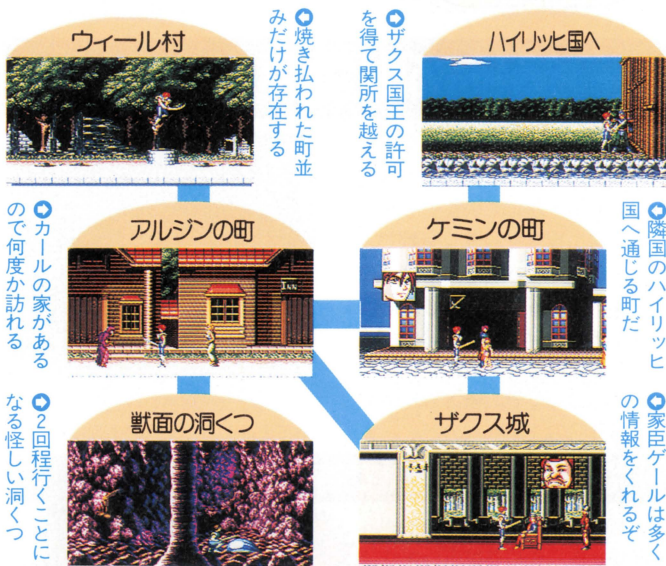 ウィール村
焼き払われた町並
みだけが存在する
ハイリッヒ国へ
ザクス国王の許可
を得て関所を越える
アルジンの町
カールの家がある
ので何度か訪れる
ケミンの町
隣国のハイリッヒ
国へ通じる町だ
獣面の洞くつ
2回程行くことに
なる怪しい洞くつ
ザクス城
家臣ゲールは多く
の情報をくれるぞ
Inn